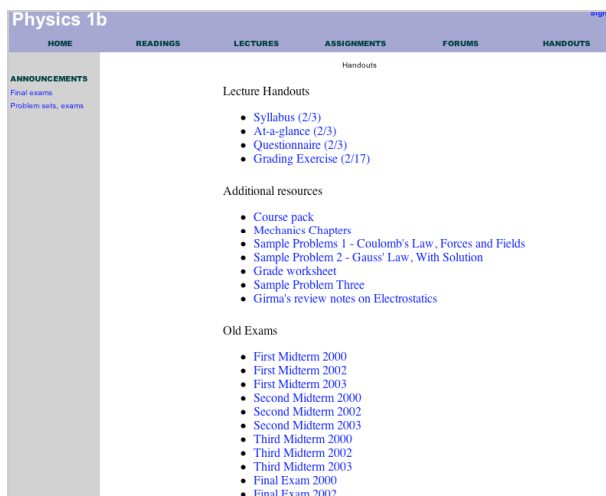 Physics 1b
HOME READINGS LECTURES ASSIGNMENTS FORUMS HANDOUTS
Handouts
ANNOUNCEMENTS
Final exams
Problem sets, exams
Lecture Handouts
Syllabus (2/3)
At-a-glance (2/3)
Questionnaire (2/3)
Grading Exercise (2/17)
Additional resources
Course pack
Mechanics Chapters
Sample Problems 1 - Coulomb's Law, Forces and Fields
Sample Problem 2 - Gauss' Law, With Solution
Grade worksheet
Sample Problem Three
Girma's review notes on Electrostatics
Old Exams
First Midterm 2000
First Midterm 2002
First Midterm 2003
Second Midterm 2000
Second Midterm 2002
Second Midterm 2003
Third Midterm 2000
Third Midterm 2002
Third Midterm 2003
Final Exam 2000
Final Exam 2002